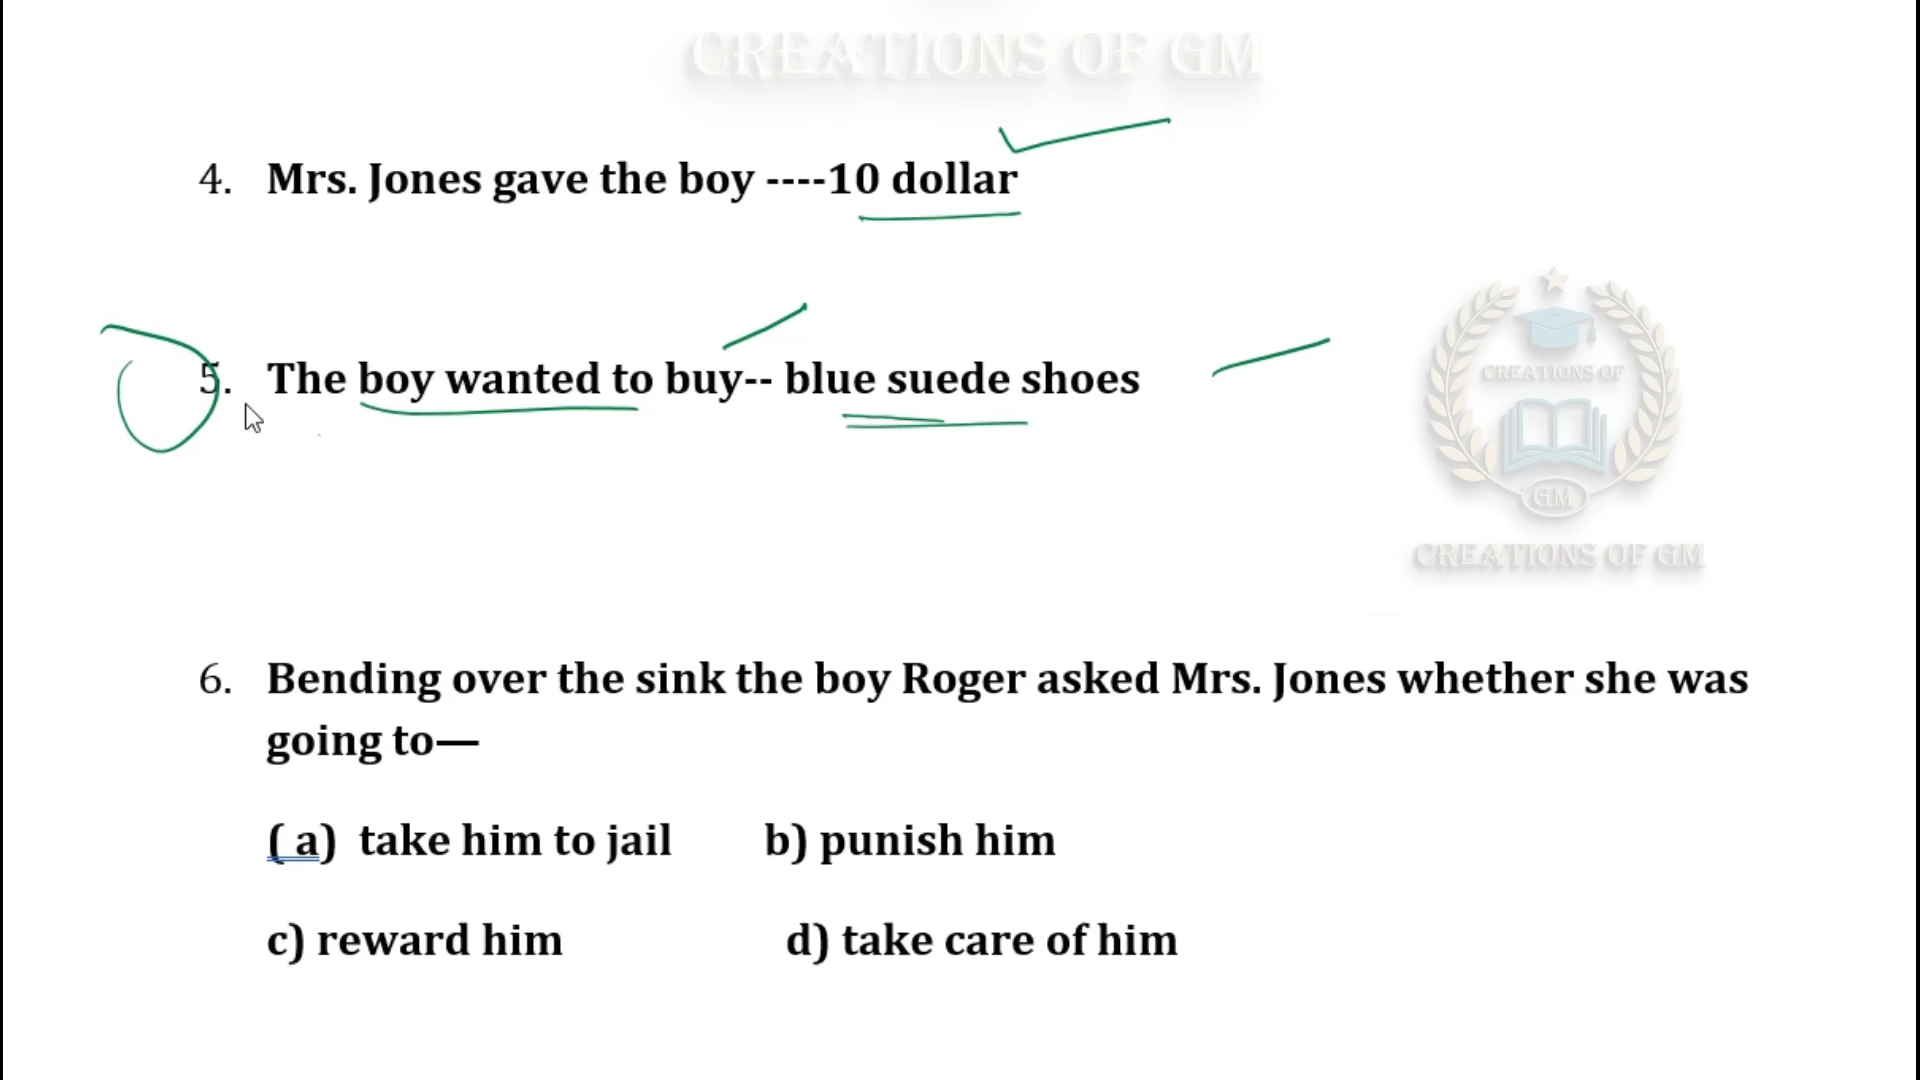 CREATIONS OF GM
4. Mrs. Jones gave the boy ----10 dollar
5. The boy wanted to buy-- blue suede shoes
CREATIONS OF
GM
CREATIONS OF GM
6. Bending over the sink the boy Roger asked Mrs. Jones whether she was
going to—
( a) take him to jail b) punish him
c) reward him d) take care of him